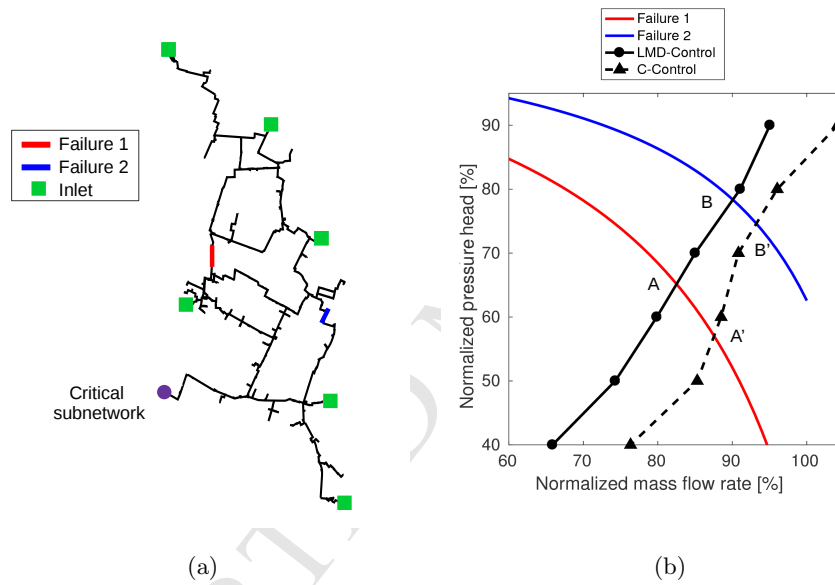 Failure 1
Failure 2
Inlet
Critical
subnetwork
(a)
Failure 1
Failure 2
LMD-Control
C-Control
Normalized pressure head [%]
90
80
70
60
50
40
B
B'
A
A'
60
70
80
90
100
Normalized mass flow rate [%]
(b)